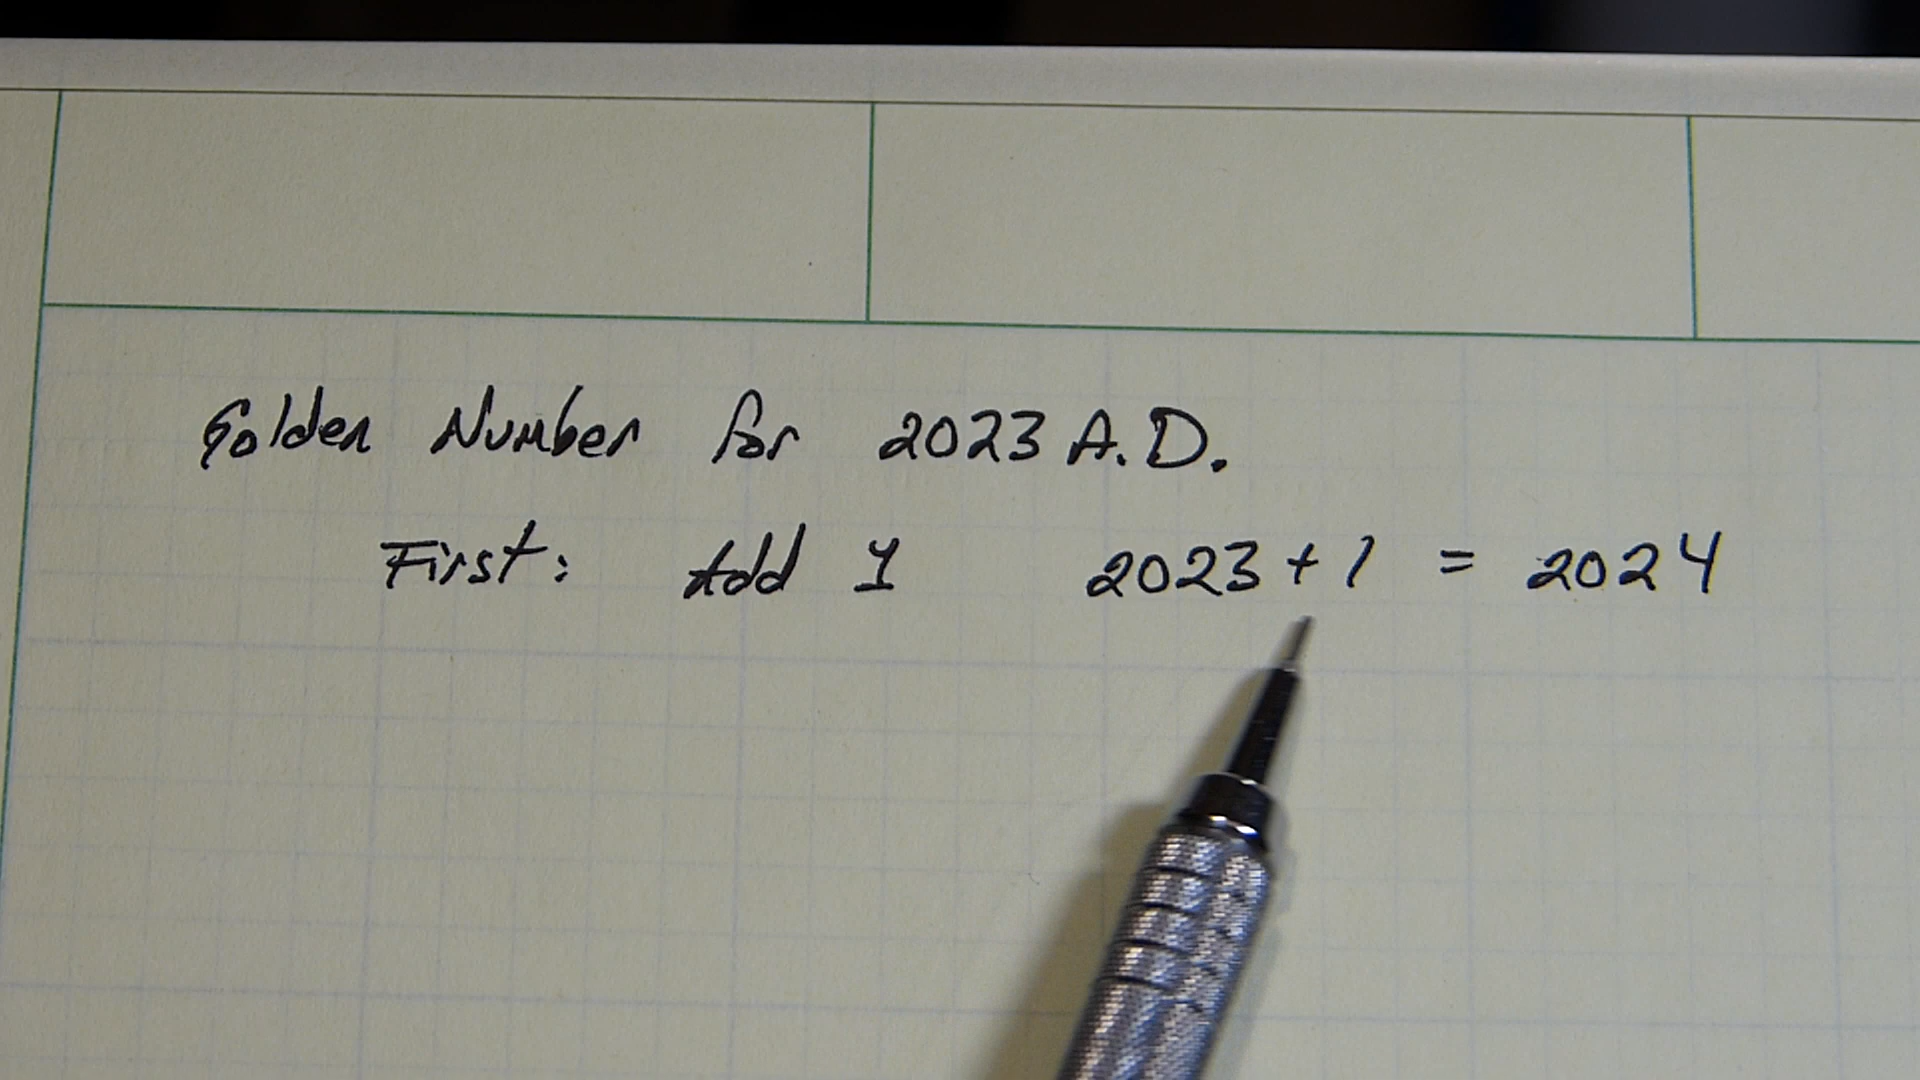 Golden Number for 2023 A.D.
First: Add 1 2023 + 1 = 2024